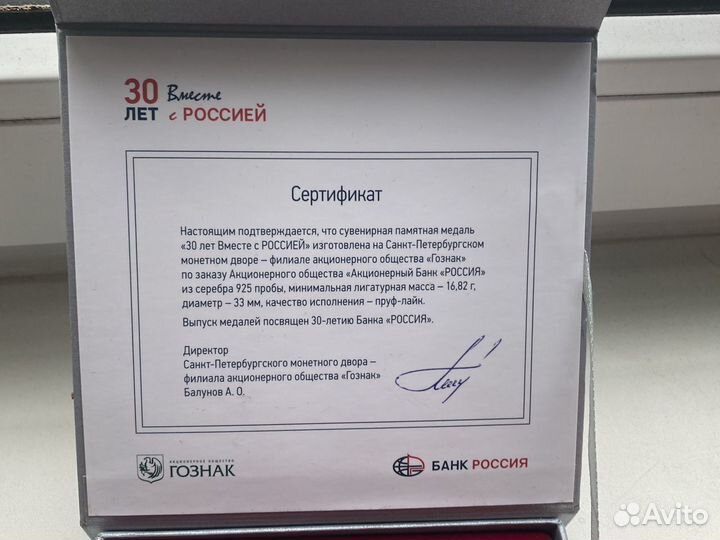 30 Вместе
ЛЕТ с РОССИЕЙ
Сертификат
Настоящим подтверждается, что сувенирная памятная медаль
«30 лет Вместе с РОССИЕЙ» изготовлена на Санкт-Петербургском
монетном дворе – филиале акционерного общества «Гознак»
по заказу Акционерного общества «Акционерный Банк «РОССИЯ»
из серебра 925 пробы, минимальная лигатурная масса – 16,82 г,
диаметр – 33 мм, качество исполнения – пруф-лайк.
Выпуск медалей посвящен 30-летию Банка «РОССИЯ».
Директор
Санкт-Петербургского монетного двора –
филиала акционерного общества «Гознак»
Балунов А. О.
АКЦИОНЕРНОЕ ОБЩЕСТВО
ГОЗНАК
БАНК РОССИЯ
Avito